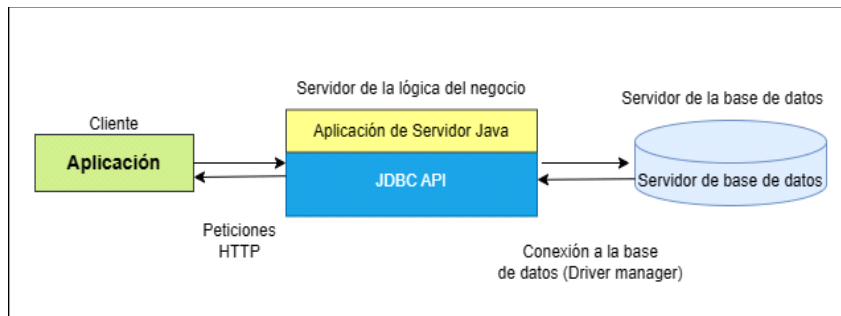 Servidor de la lógica del negocio
Servidor de la base de datos
Cliente
Aplicación de Servidor Java
Aplicación
JDBC API
Servidor de base de datos
Peticiones
HTTP
Conexión a la base
de datos (Driver manager)